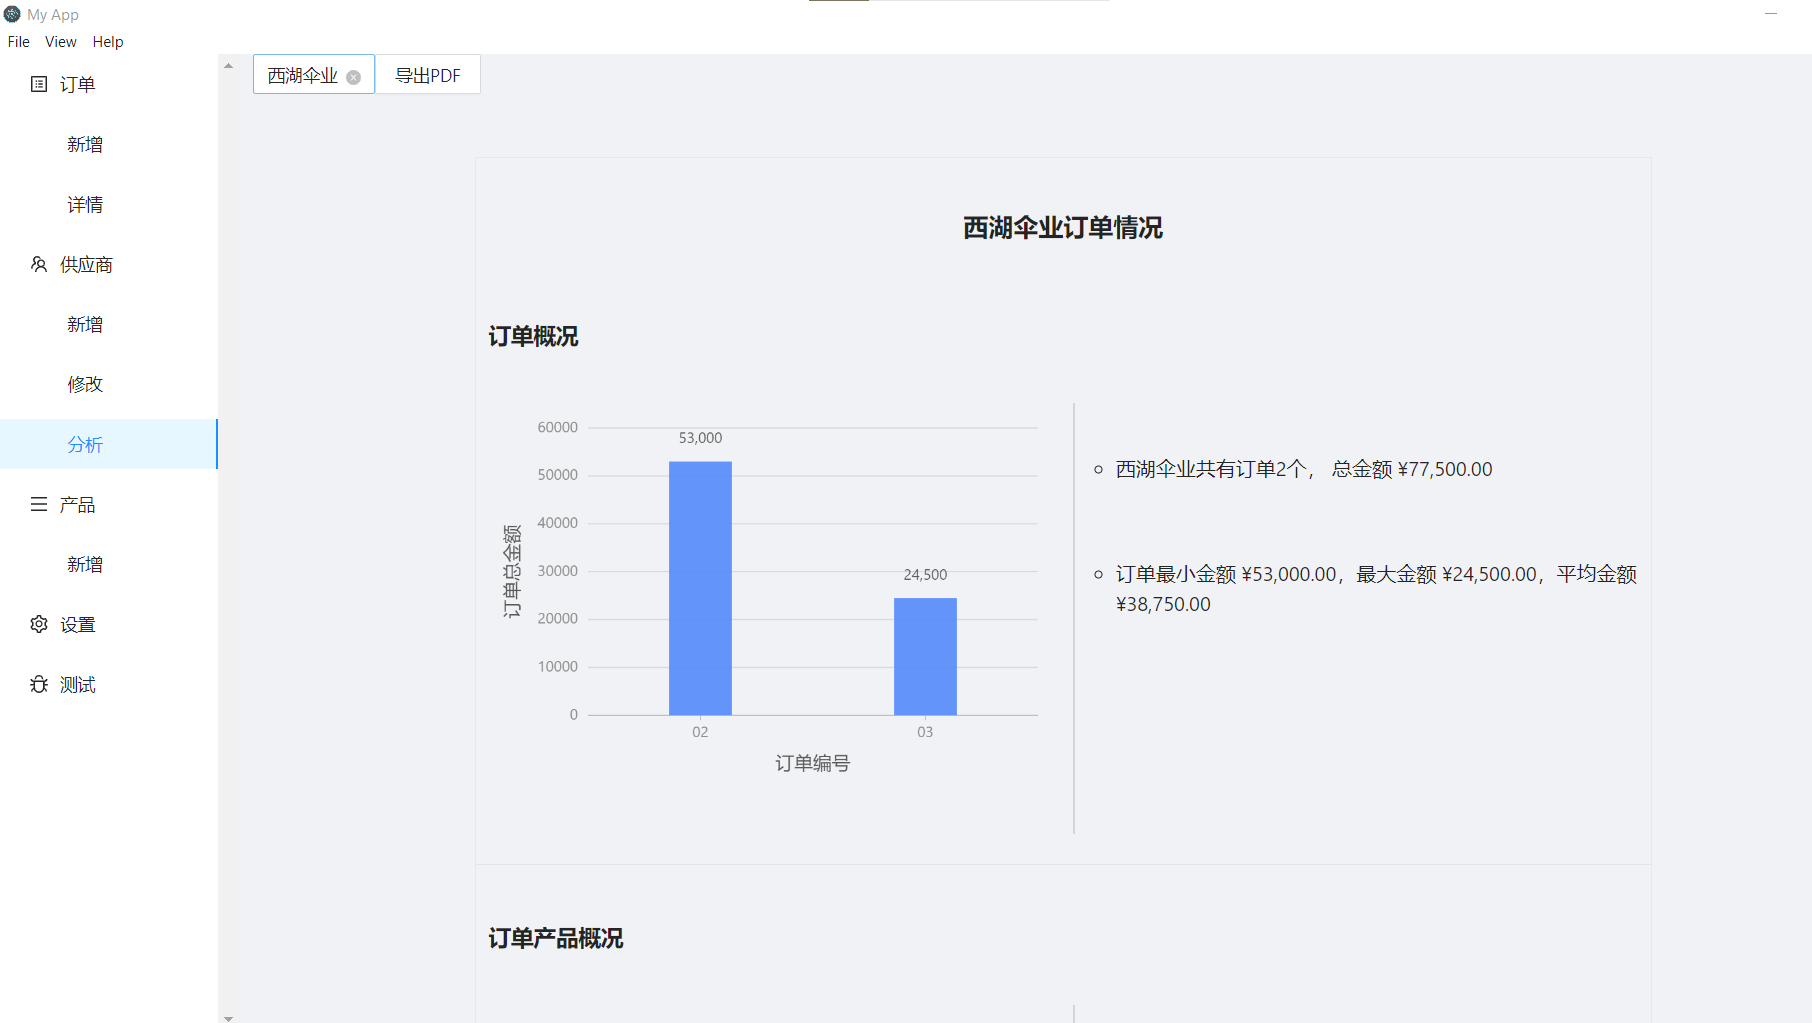 My App
File View Help
订单
新增
详情
供应商
新增
修改
分析
产品
新增
设置
测试
西湖伞业
导出PDF
西湖伞业订单情况
订单概况
订单总金额
60000
50000
40000
30000
20000
10000
0
53,000
24,500
02
03
订单编号
西湖伞业共有订单2个， 总金额 ¥77,500.00
订单最小金额 ¥53,000.00，最大金额 ¥24,500.00，平均金额
¥38,750.00
订单产品概况